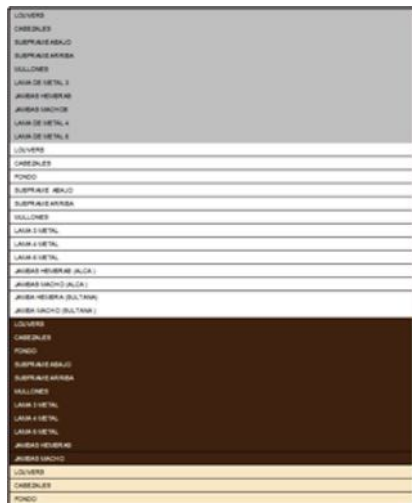 LOUVERS
CABEZALES
SUBFRAME ABAJO
SUBFRAME ARRIBA
MULLONES
LAMA DE METAL 3
JAMBAS HEMBRAS
JAMBAS MACHOS
LAMA DE METAL 4
LAMA DE METAL 6
LOUVERS
CABEZALES
FONDO
SUBFRAME ABAJO
SUBFRAME ARRIBA
MULLONES
LAMA 3 METAL
LAMA 4 METAL
LAMA 6 METAL
JAMBAS HEMBRAS (ALCA )
JAMBAS MACHO (ALCA )
JAMBA HEMBRA (SULTANA)
JAMBA MACHO (SULTANA )
LOUVERS
CABEZALES
FONDO
SUBFRAME ABAJO
SUBFRAME ARRIBA
MULLONES
LAMA 3 METAL
LAMA 4 METAL
LAMA 6 METAL
JAMBAS HEMBRAS
JAMBAS MACHO
LOUVERS
CABEZALES
FONDO